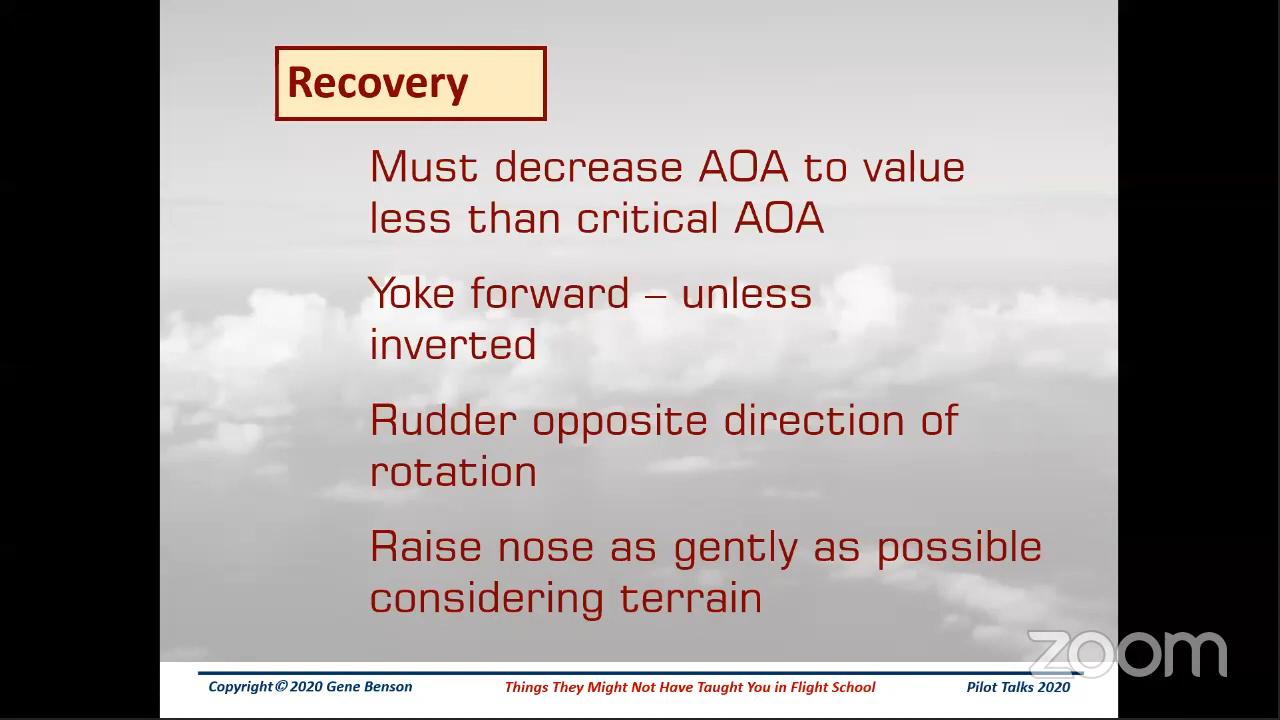 Recovery
Must decrease AOA to value
less than critical AOA
Yoke forward – unless
inverted
Rudder opposite direction of
rotation
Raise nose as gently as possible
considering terrain
zoom
Copyright © 2020 Gene Benson
Things They Might Not Have Taught You in Flight School
Pilot Talks 2020